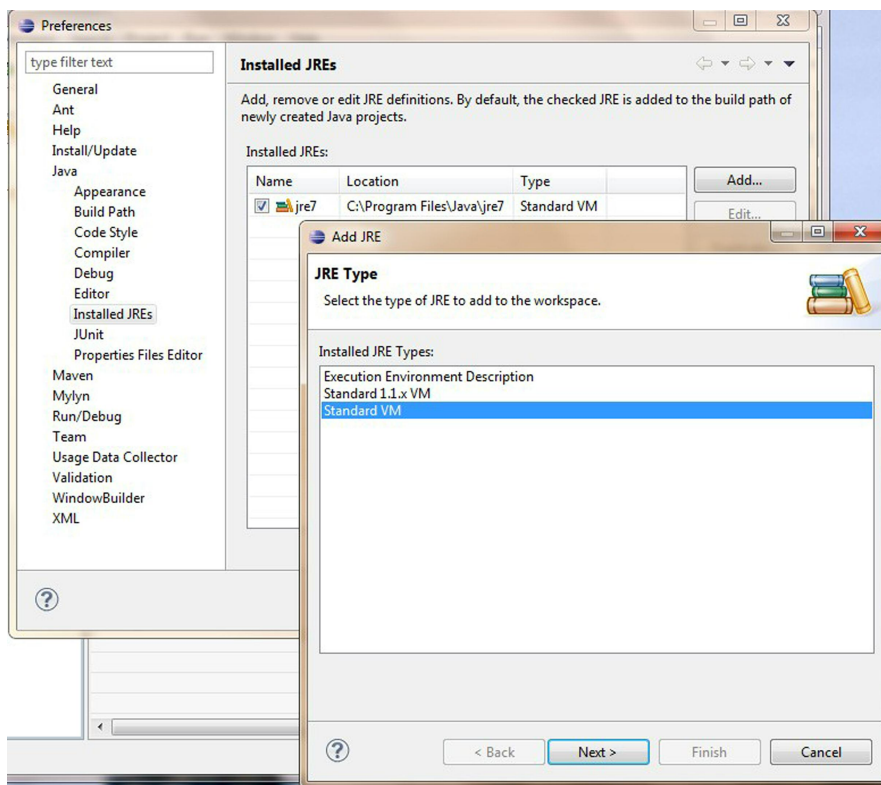 Preferences
type filter text
General
Ant
Help
Install/Update
Java
Appearance
Build Path
Code Style
Compiler
Debug
Editor
Installed JREs
JUnit
Properties Files Editor
Maven
Mylyn
Run/Debug
Team
Usage Data Collector
Validation
WindowBuilder
XML
Installed JREs
Add, remove or edit JRE definitions. By default, the checked JRE is added to the build path of
newly created Java projects.
Installed JREs:
Name Location Type
jre7 C:\Program Files\Java\jre7 Standard VM
Add...
Edit...
Add JRE
JRE Type
Select the type of JRE to add to the workspace.
Installed JRE Types:
Execution Environment Description
Standard 1.1.x VM
Standard VM
< Back Next > Finish Cancel